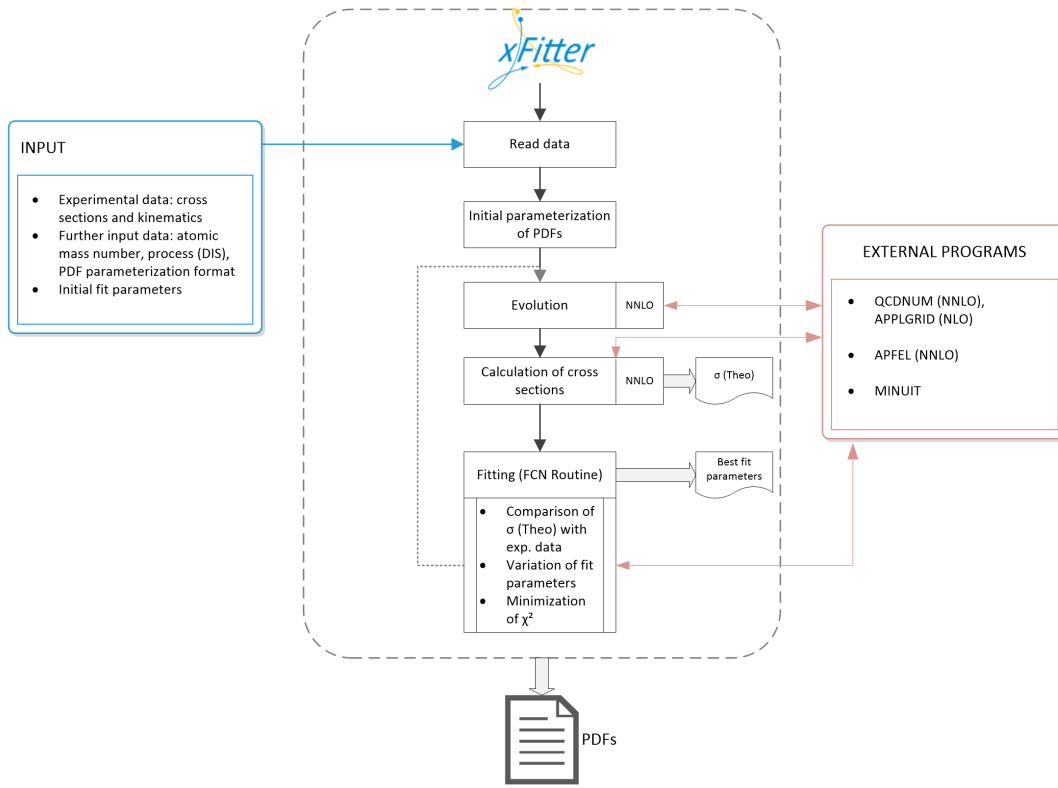 xFitter
Read data
INPUT
• Experimental data: cross
sections and kinematics
• Further input data: atomic
mass number, process (DIS),
PDF parameterization format
• Initial fit parameters
Initial parameterization
of PDFs
Evolution
NNLO
Calculation of cross
sections
NNLO
σ (Theo)
EXTERNAL PROGRAMS
• QCDNUM (NNLO),
APPLGRID (NLO)
• APFEL (NNLO)
• MINUIT
Fitting (FCN Routine)
Best fit
parameters
• Comparison of
σ (Theo) with
exp. data
• Variation of fit
parameters
• Minimization
of χ²
PDFs